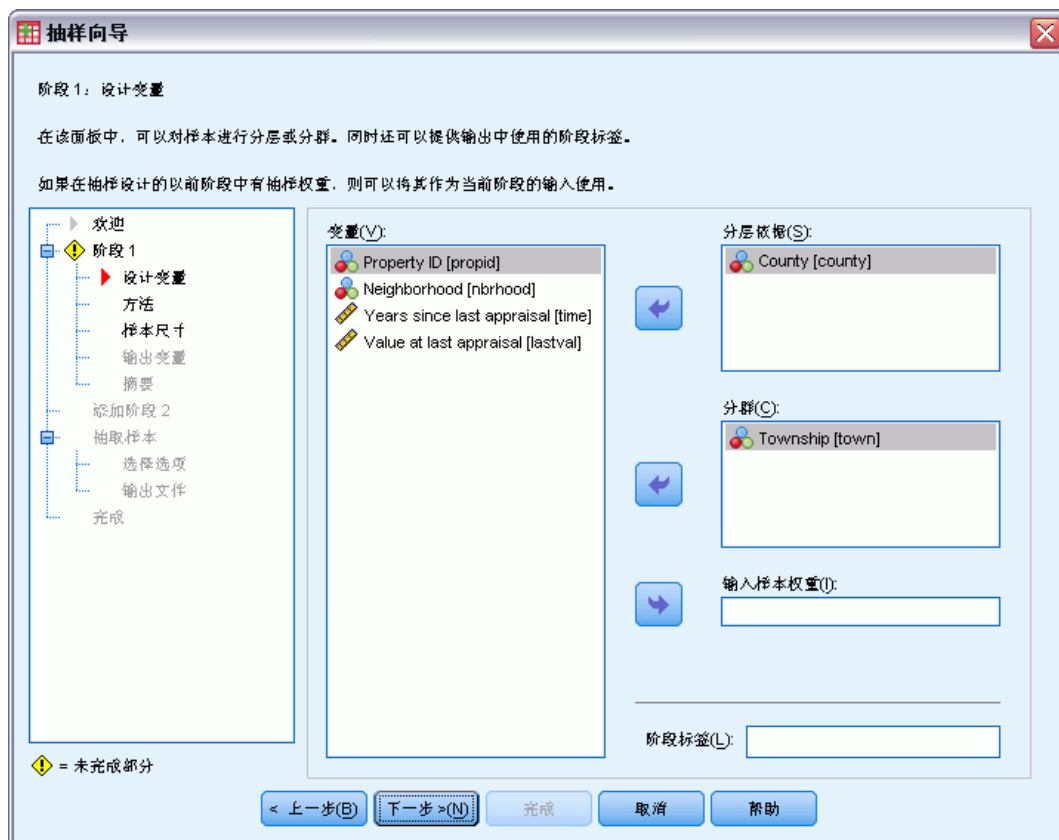 抽样向导
阶段 1：设计变量
在该面板中，可以对样本进行分层或分群。同时还可以提供输出中使用的阶段标签。
如果在抽样设计的以前阶段中有抽样权重，则可以将其作为当前阶段的输入使用。
欢迎
阶段 1
设计变量
方法
样本尺寸
输出变量
摘要
添加阶段 2
抽取样本
选择选项
输出文件
完成
= 未完成部分
变量(V):
Property ID [propid]
Neighborhood [nbrhood]
Years since last appraisal [time]
Value at last appraisal [lastval]
分层依据(S):
County [county]
分群(C):
Township [town]
输入样本权重(I):
阶段标签(L):
< 上一步(B)
下一步 >(N)
完成
取消
帮助